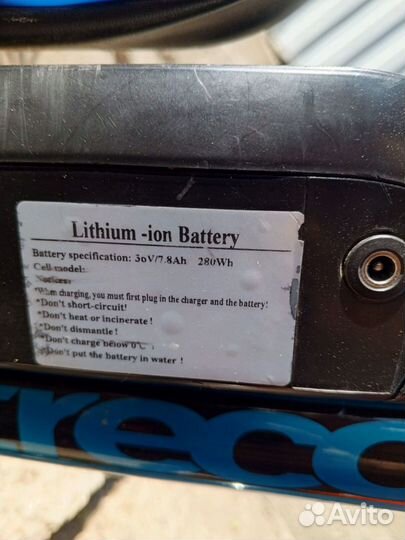 Lithium -ion Battery
Battery specification: 36V/7.8Ah 280Wh
Cell model:
Notices:
*When charging, you must first plug in the charger and the battery!
*Don't short-circuit!
*Don't heat or incinerate !
*Don't dismantle !
*Don't charge below 0℃
*Don't put the battery in water !
reco
Avito